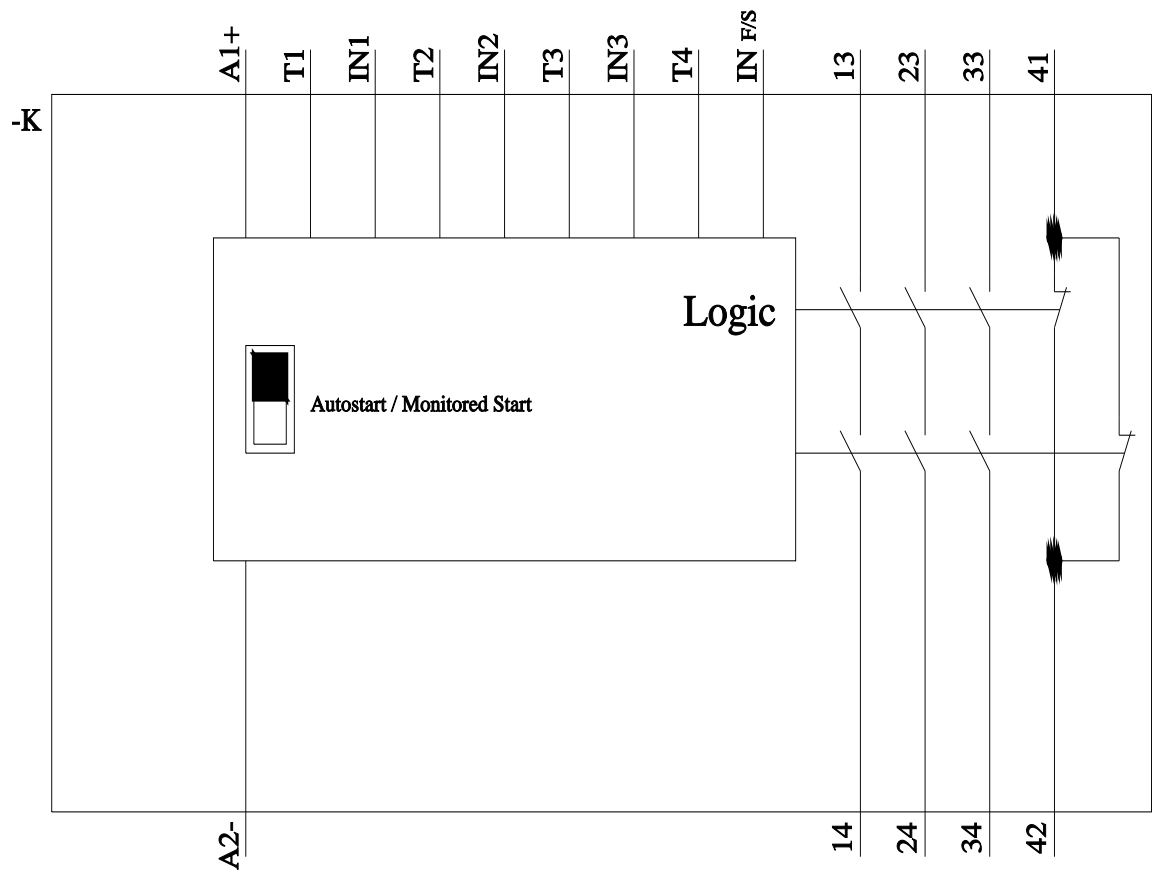 A1+
T1
IN1
T2
IN2
T3
IN3
T4
IN F/S
13
23
33
41
-K
Logic
Autostart / Monitored Start
A2-
14
24
34
42